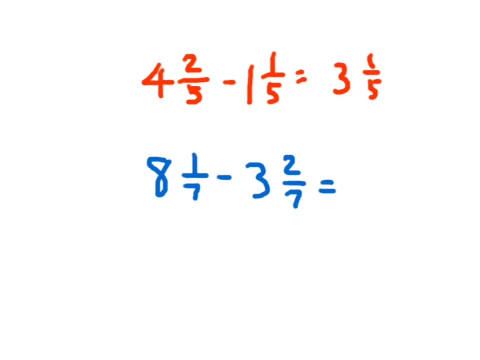 4 2/5 - 1 1/5 = 3 1/5
8 1/7 - 3 2/7 =